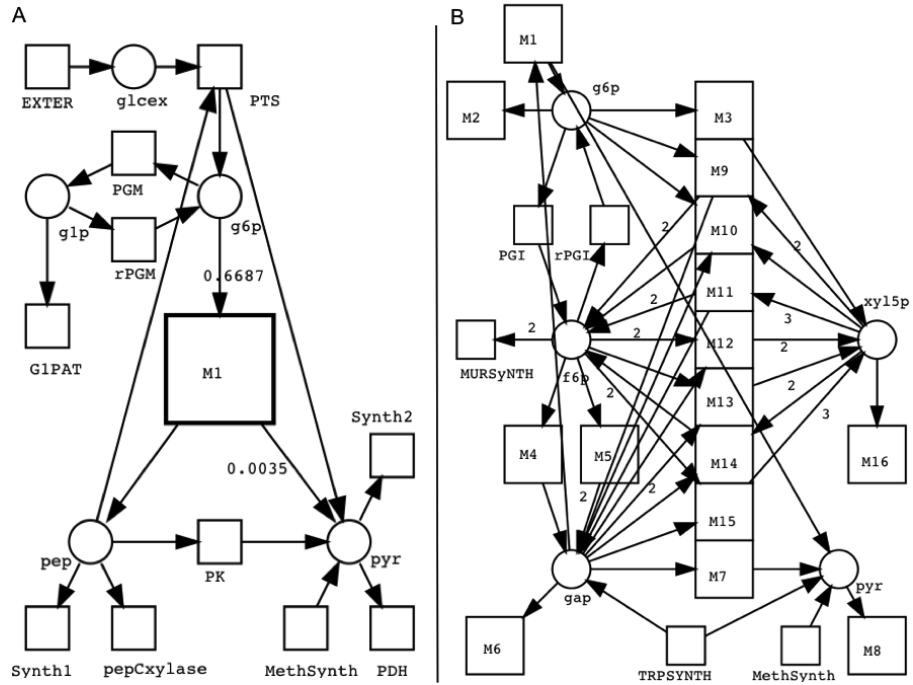 A
EXTER
glcex
PTS
PGM
g1p
g6p
rPGM
0.6687
G1PAT
M1
Synth2
0.0035
pep
PK
pyr
Synth1
pepCxylase
MethSynth
PDH
B
M1
g6p
M2
M3
M9
PGI
rPGI
2
M10
2
xyl5p
M11
2
3
MURSyNTH
2
f6p
2
M12
2
M13
2
2
3
M4
M5
M14
M16
2
2
M15
gap
M7
pyr
M6
TRPSYNTH
MethSynth
M8